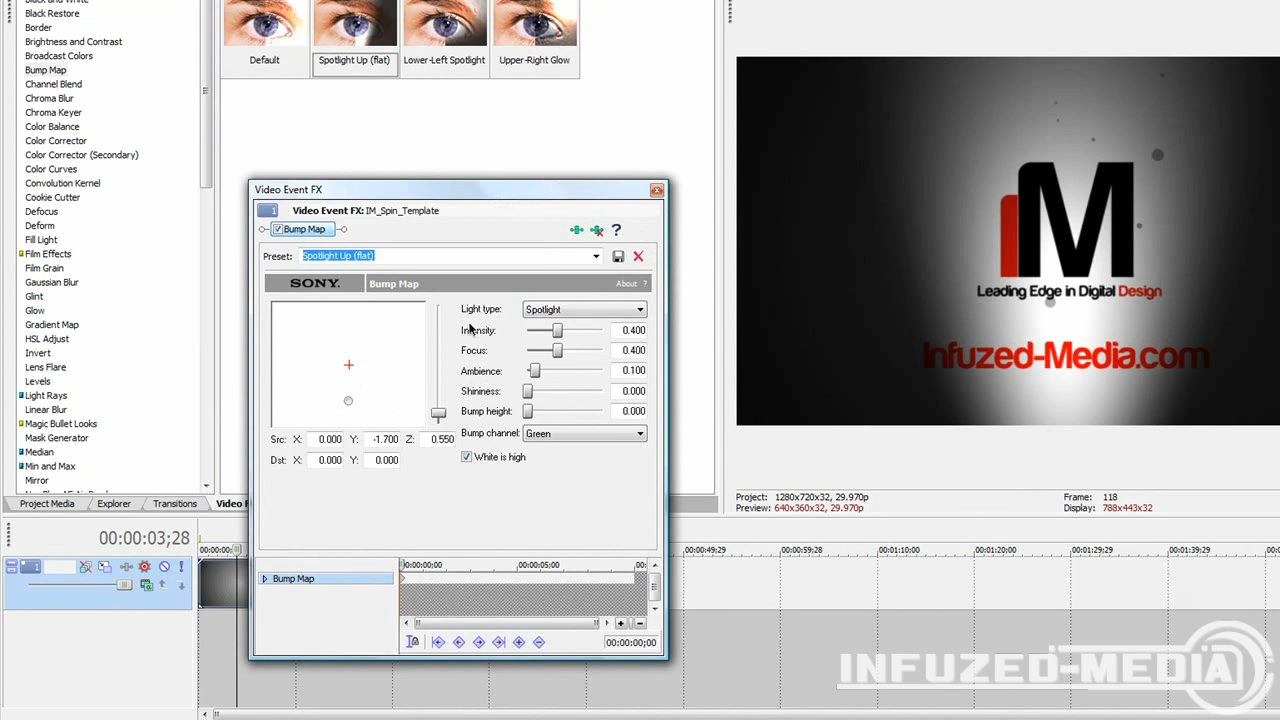 Black Restore
Border
Brightness and Contrast
Broadcast Colors
Bump Map
Channel Blend
Chroma Blur
Chroma Keyer
Color Balance
Color Corrector
Color Corrector (Secondary)
Color Curves
Convolution Kernel
Cookie Cutter
Defocus
Deform
Fill Light
Film Effects
Film Grain
Gaussian Blur
Glint
Glow
Gradient Map
HSL Adjust
Invert
Lens Flare
Levels
Light Rays
Linear Blur
Magic Bullet Looks
Mask Generator
Median
Min and Max
Mirror
Project Media Explorer Transitions Video F
Default Spotlight Up (flat) Lower-Left Spotlight Upper-Right Glow
Video Event FX
1 Video Event FX: IM_Spin_Template
Bump Map ?
Preset: Spotlight Up (flat)
SONY. Bump Map About ?
Light type: Spotlight
Intensity: 0.400
Focus: 0.400
Ambience: 0.100
Shininess: 0.000
Bump height: 0.000
Bump channel: Green
White is high
Src: X: 0.000 Y: -1.700 Z: 0.550
Dst: X: 0.000 Y: 0.000
00:00:00 00:00:05:00 00:
Bump Map
00:00:00;00
IM
Leading Edge in Digital Design
Infuzed-Media.com
Project: 1280x720x32, 29.970p
Preview: 640x360x32, 29.970p
Frame: 118
Display: 788x443x32
00:00:03;28
00:00:00: 00:00:49:29 00:00:59:28 00:01:10:00 00:01:20:00 00:01:29:29 00:01:39:29
1
INFUZED-MEDIA